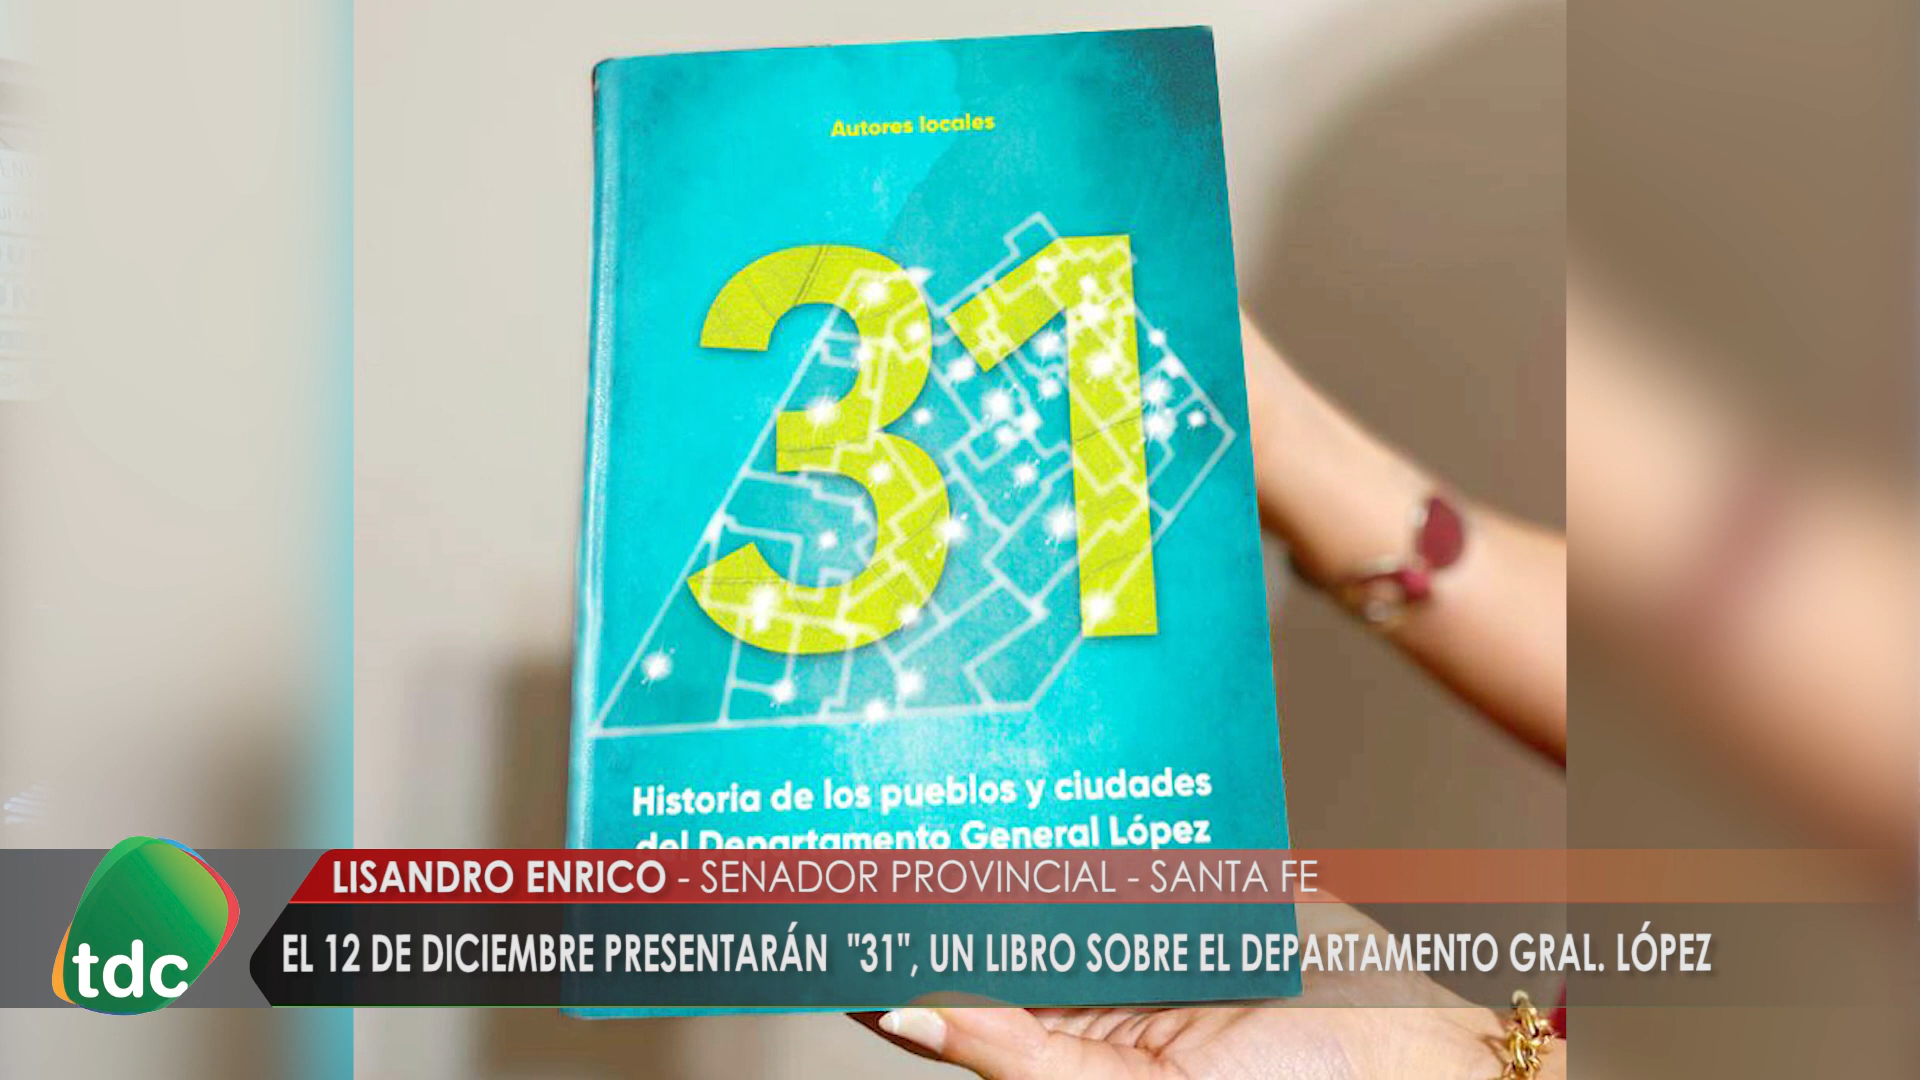 Autores locales
31
Historia de los pueblos y ciudades
del Departamento General López
LISANDRO ENRICO - SENADOR PROVINCIAL - SANTA FE
EL 12 DE DICIEMBRE PRESENTARÁN "31", UN LIBRO SOBRE EL DEPARTAMENTO GRAL. LÓPEZ
tdc